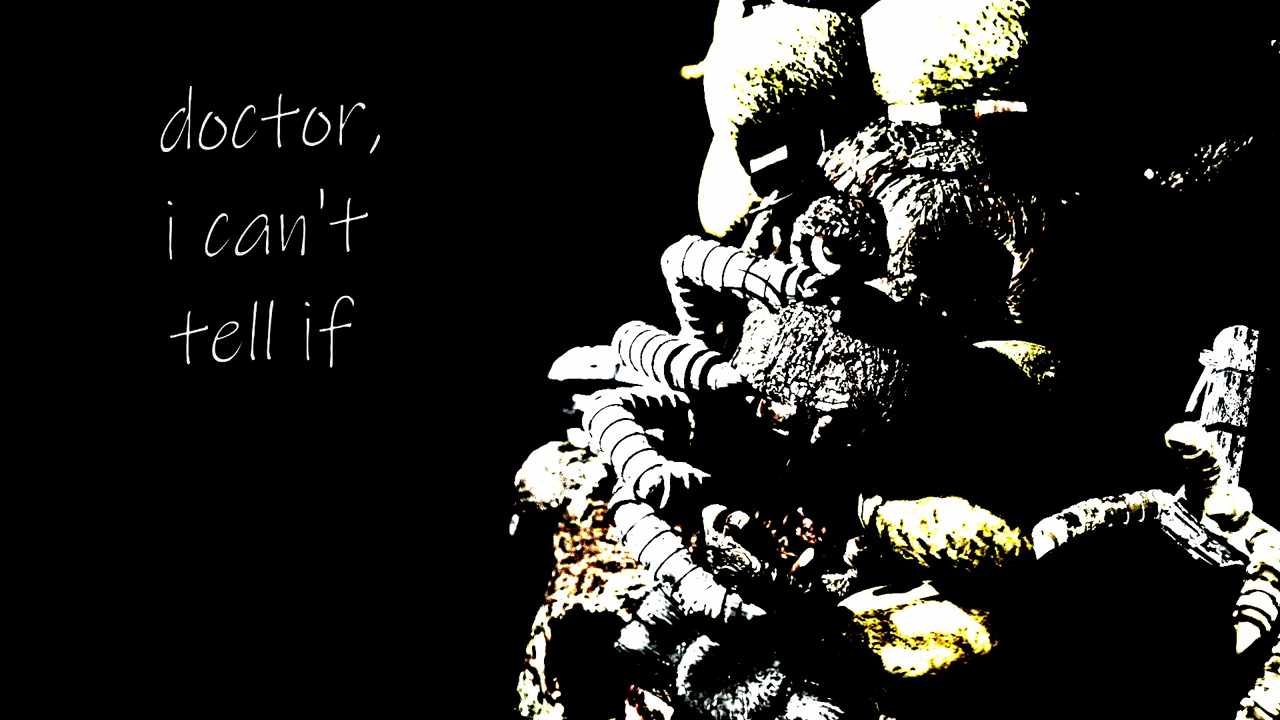 doctor,
i can't
tell if